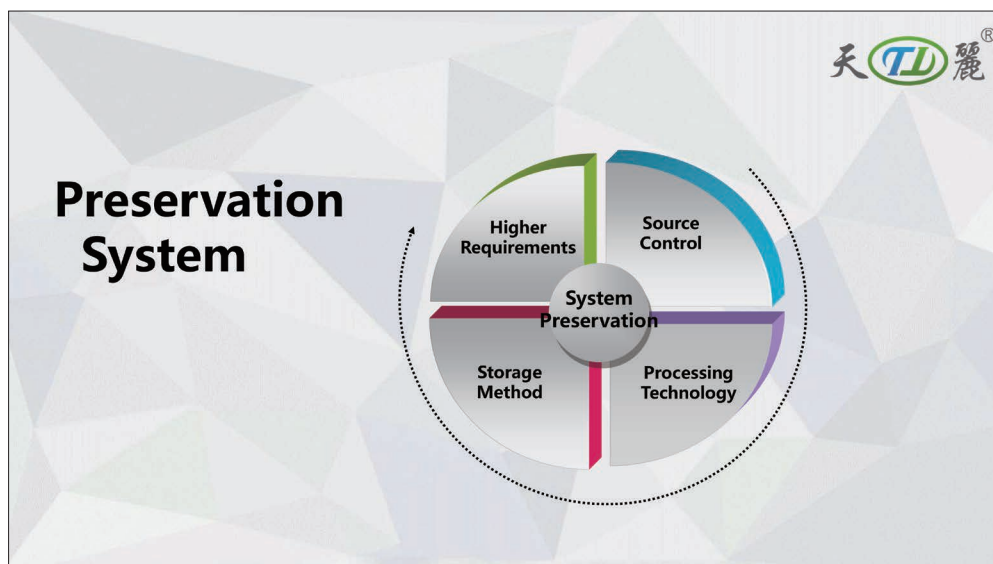 天 TL 麗®
Preservation
System
Higher
Requirements
Source
Control
System
Preservation
Storage
Method
Processing
Technology